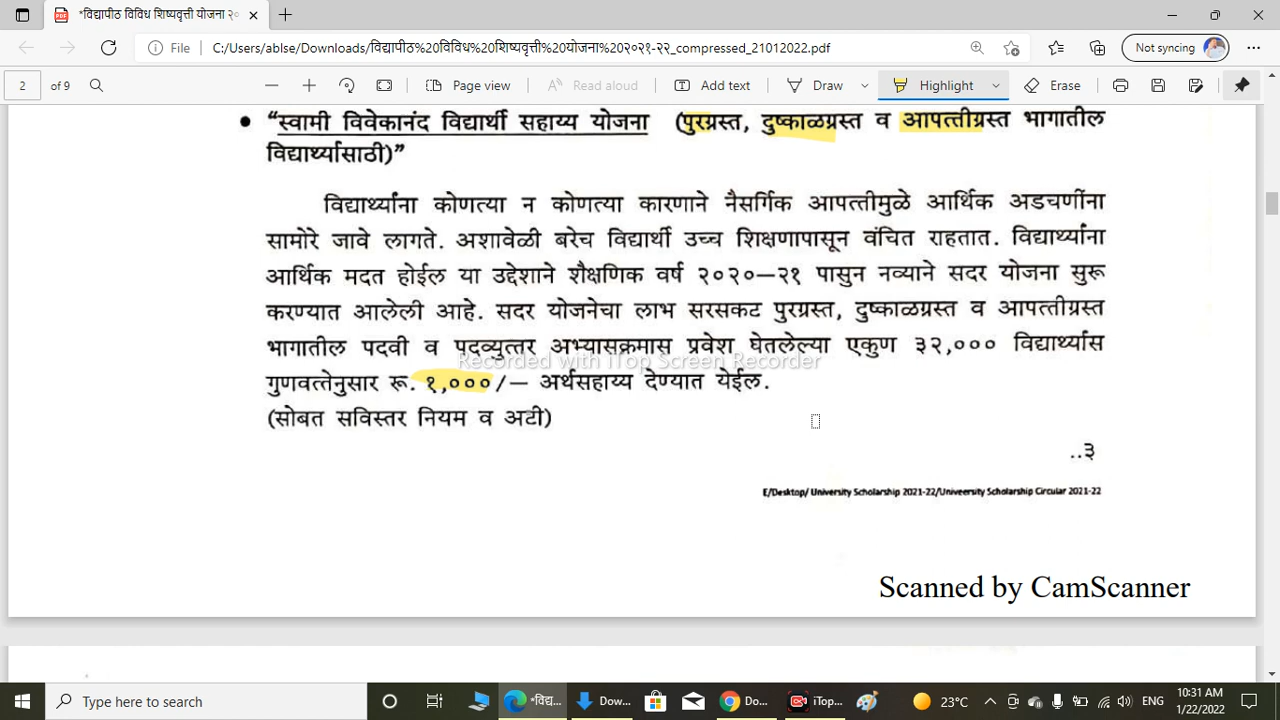 *विद्यापीठ विविध शिष्यवृत्ती योजना २०
File C:/Users/ablse/Downloads/विद्यापीठ%20विविध%20शिष्यवृत्ती%20योजना%20२०२१-२२_compressed_21012022.pdf
Not syncing
2 of 9 Page view Read aloud Add text Draw Highlight Erase
“स्वामी विवेकानंद विद्यार्थी सहाय्य योजना (पुरग्रस्त, दुष्काळग्रस्त व आपत्तीग्रस्त भागातील
विद्यार्थ्यांसाठी)”
विद्यार्थ्यांना कोणत्या न कोणत्या कारणाने नैसर्गिक आपत्तीमुळे आर्थिक अडचणींना
सामोरे जावे लागते. अशावेळी बरेच विद्यार्थी उच्च शिक्षणापासून वंचित राहतात. विद्यार्थ्यांना
आर्थिक मदत होईल या उद्देशाने शैक्षणिक वर्ष २०२०–२१ पासुन नव्याने सदर योजना सुरू
करण्यात आलेली आहे. सदर योजनेचा लाभ सरसकट पुरग्रस्त, दुष्काळग्रस्त व आपत्तीग्रस्त
भागातील पदवी व पदव्युत्तर अभ्यासक्रमास प्रवेश घेतलेल्या एकुण ३२,००० विद्यार्थ्यास
Recorded with iTop Screen Recorder
गुणवत्तेनुसार रू. १,०००/– अर्थसहाय्य देण्यात येईल.
(सोबत सविस्तर नियम व अटी)
..३
E/Desktop/ University Scholarship 2021-22/Univeersity Scholarship Circular 2021-22
Scanned by CamScanner
Type here to search *विद्य... Dow... Do... iTop... 23°C ENG 10:31 AM
1/22/2022